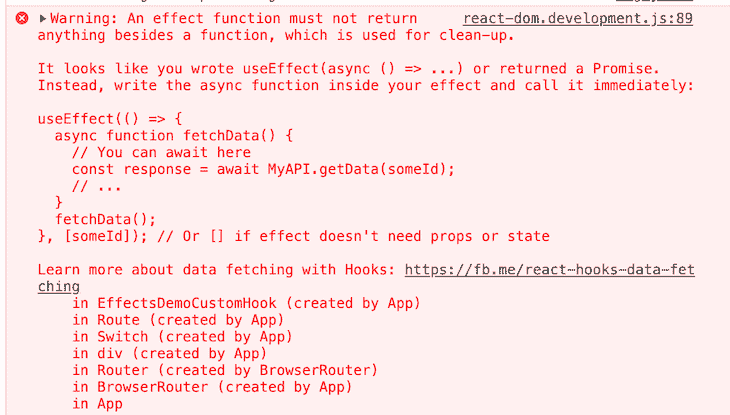 ▶Warning: An effect function must not return react-dom.development.js:89
anything besides a function, which is used for clean-up.
It looks like you wrote useEffect(async () => ...) or returned a Promise.
Instead, write the async function inside your effect and call it immediately:
useEffect(() => {
  async function fetchData() {
    // You can await here
    const response = await MyAPI.getData(someId);
    // ...
  }
  fetchData();
}, [someId]); // Or [] if effect doesn't need props or state
Learn more about data fetching with Hooks: https://fb.me/react-hooks-data-fet
ching
    in EffectsDemoCustomHook (created by App)
    in Route (created by App)
    in Switch (created by App)
    in div (created by App)
    in Router (created by BrowserRouter)
    in BrowserRouter (created by App)
    in App